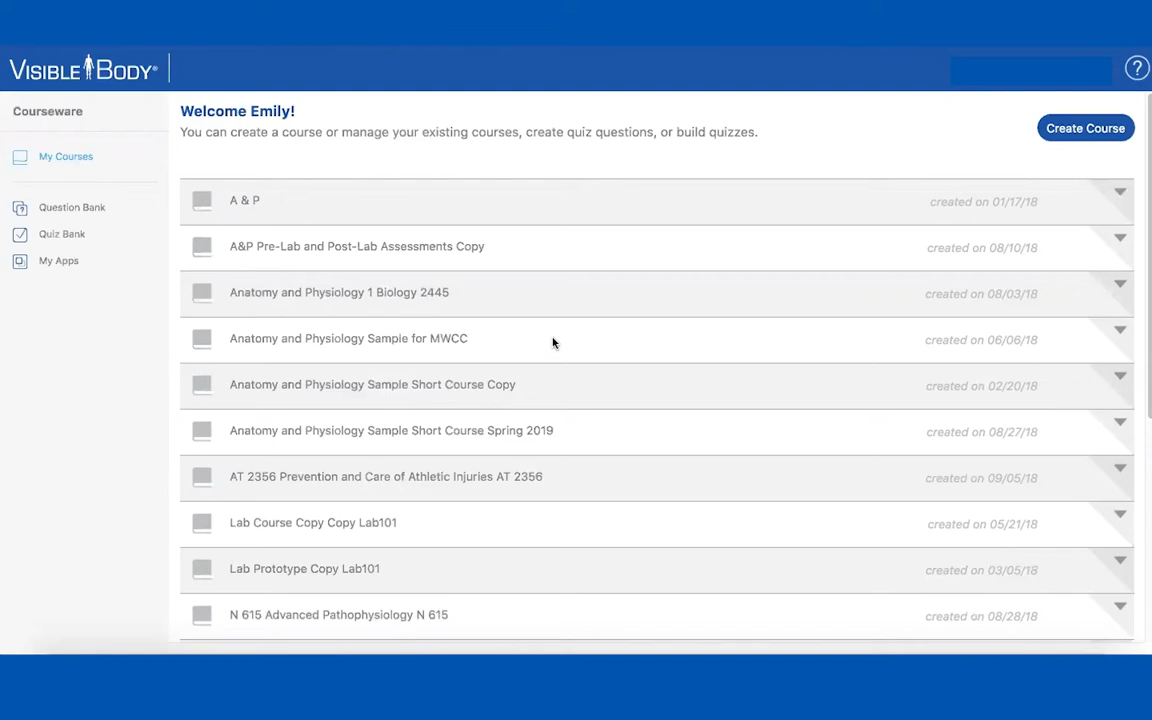 VISIBLE BODY®
?
Courseware
My Courses
Question Bank
Quiz Bank
My Apps
Welcome Emily!
You can create a course or manage your existing courses, create quiz questions, or build quizzes.
Create Course
A & P created on 01/17/18
A&P Pre-Lab and Post-Lab Assessments Copy created on 08/10/18
Anatomy and Physiology 1 Biology 2445 created on 08/03/18
Anatomy and Physiology Sample for MWCC created on 06/06/18
Anatomy and Physiology Sample Short Course Copy created on 02/20/18
Anatomy and Physiology Sample Short Course Spring 2019 created on 08/27/18
AT 2356 Prevention and Care of Athletic Injuries AT 2356 created on 09/05/18
Lab Course Copy Copy Lab101 created on 05/21/18
Lab Prototype Copy Lab101 created on 03/05/18
N 615 Advanced Pathophysiology N 615 created on 08/28/18